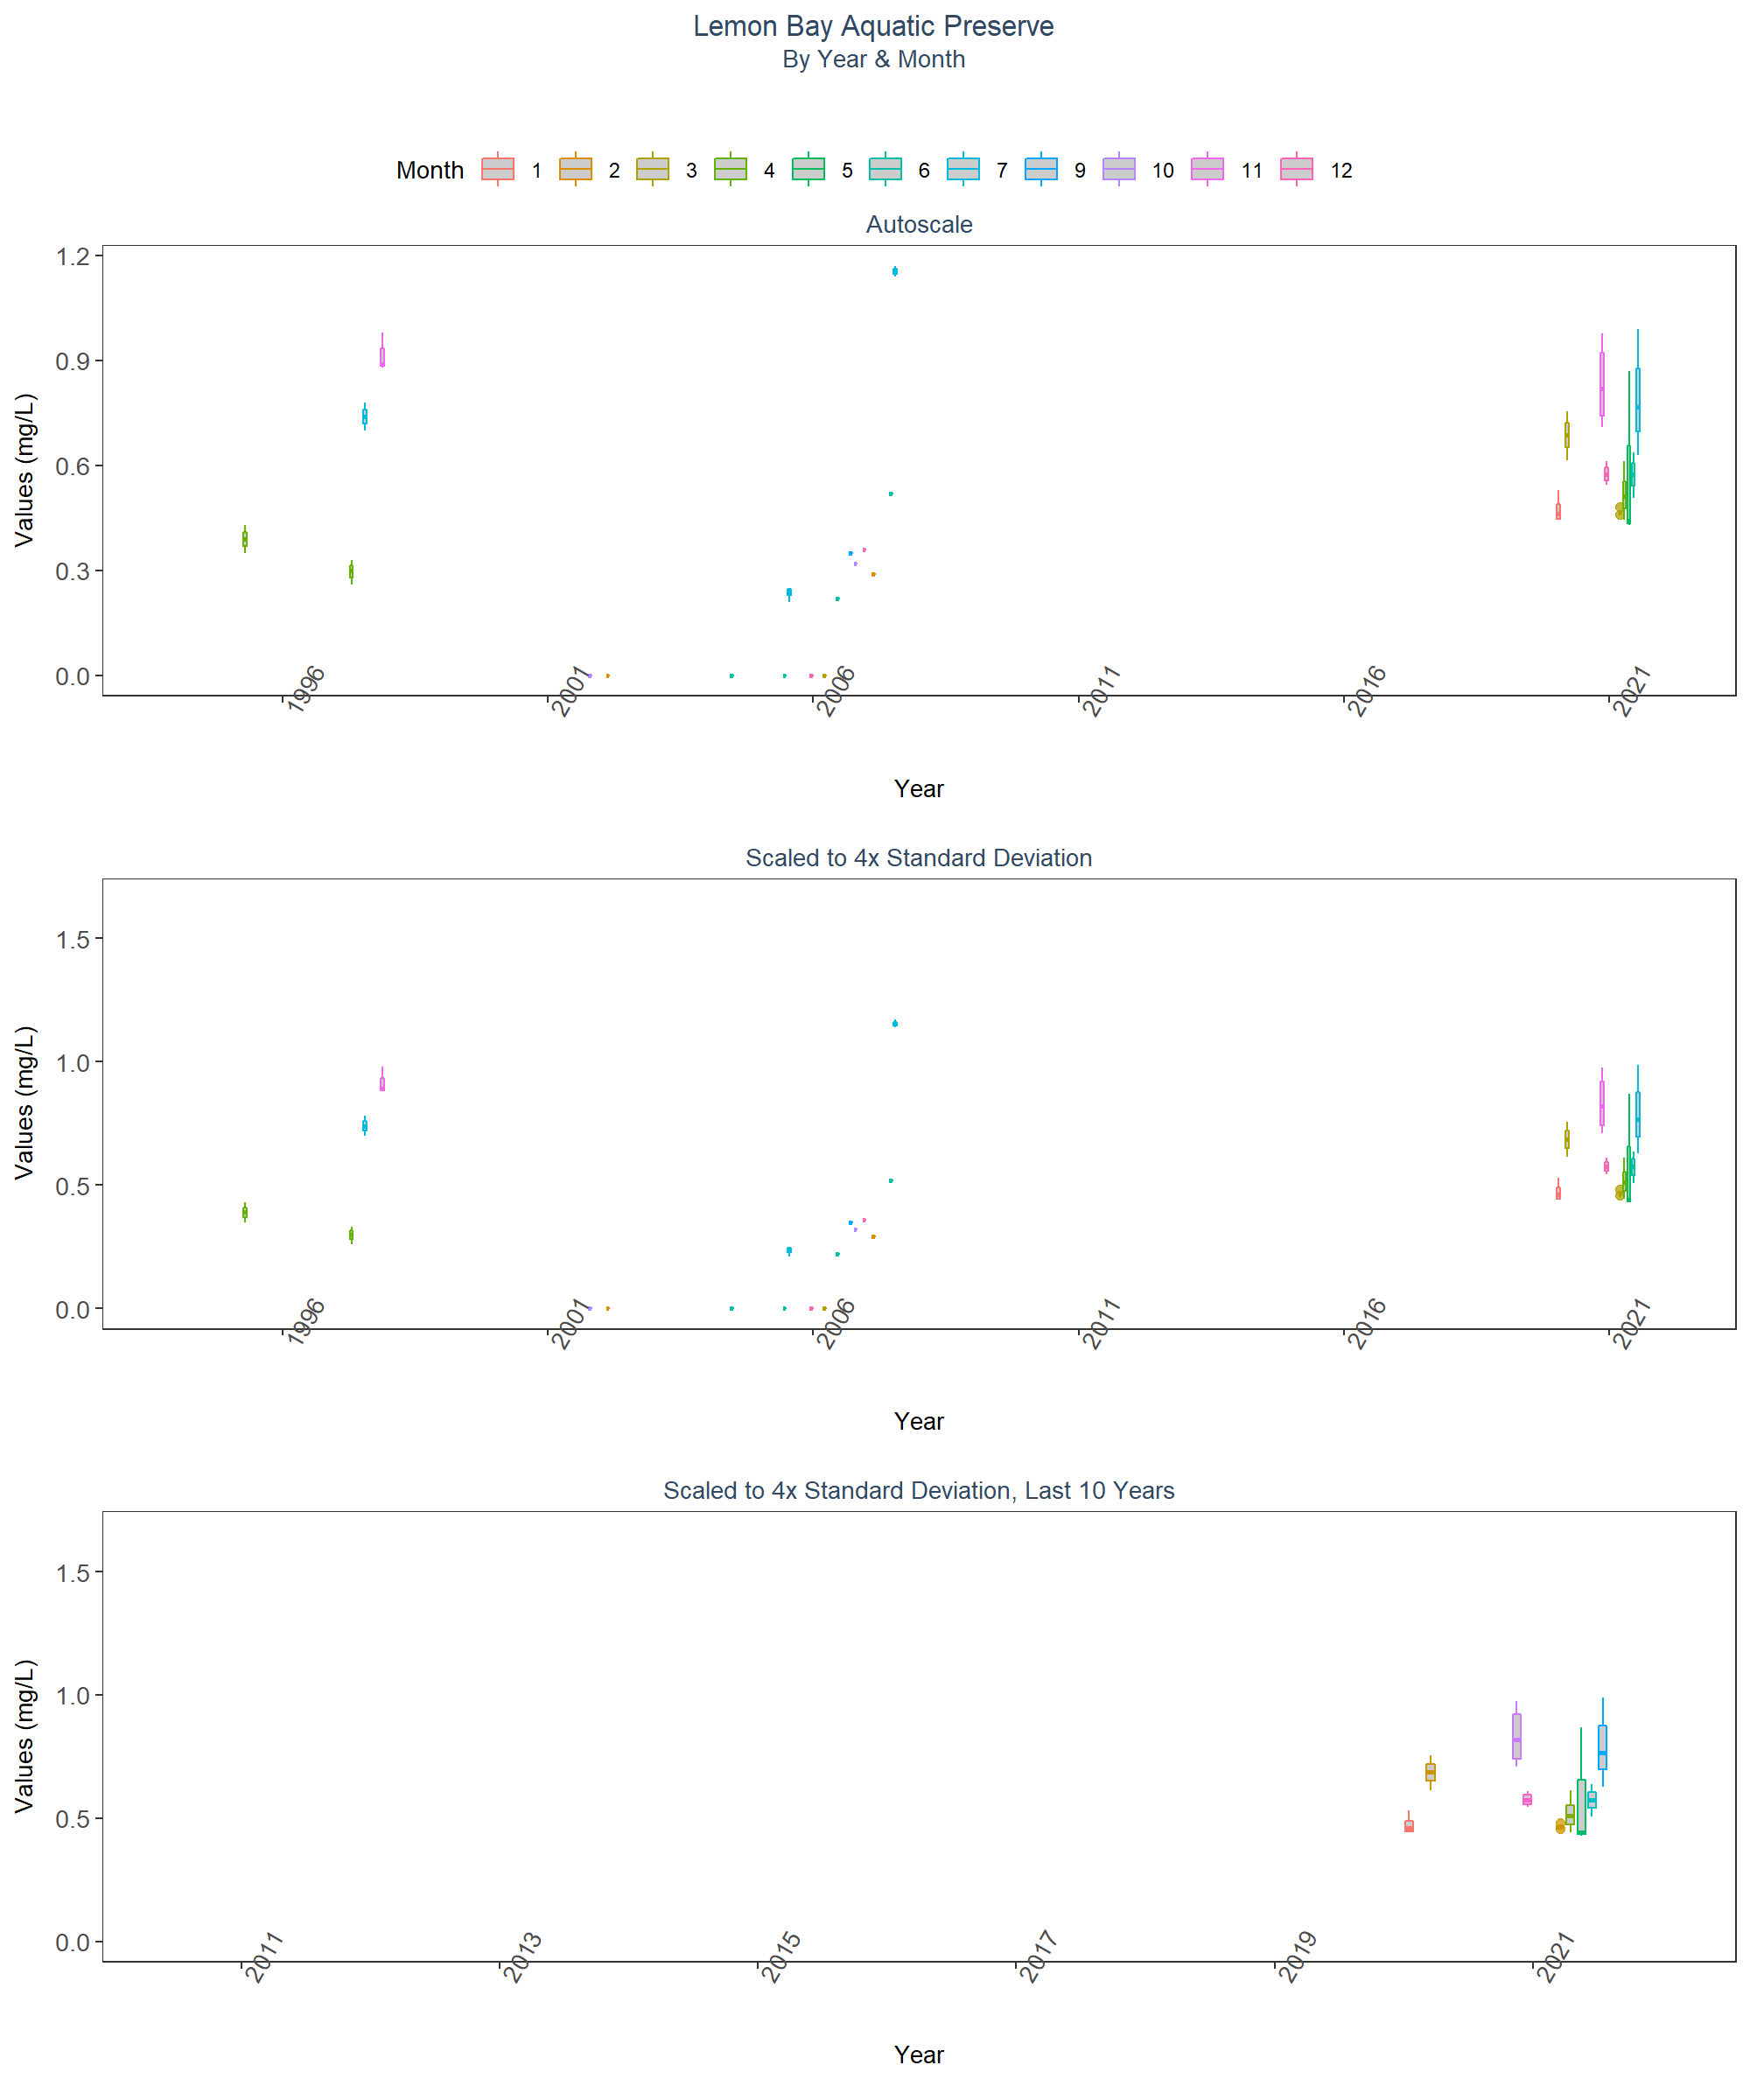 Lemon Bay Aquatic Preserve
By Year & Month
Month 1 2 3 4 5 6 7 9 10 11 12
Autoscale
Values (mg/L)
1.2
0.9
0.6
0.3
0.0
1996 2001 2006 2011 2016 2021
Year
Scaled to 4x Standard Deviation
Values (mg/L)
1.5
1.0
0.5
0.0
1996 2001 2006 2011 2016 2021
Year
Scaled to 4x Standard Deviation, Last 10 Years
Values (mg/L)
1.5
1.0
0.5
0.0
2011 2013 2015 2017 2019 2021
Year